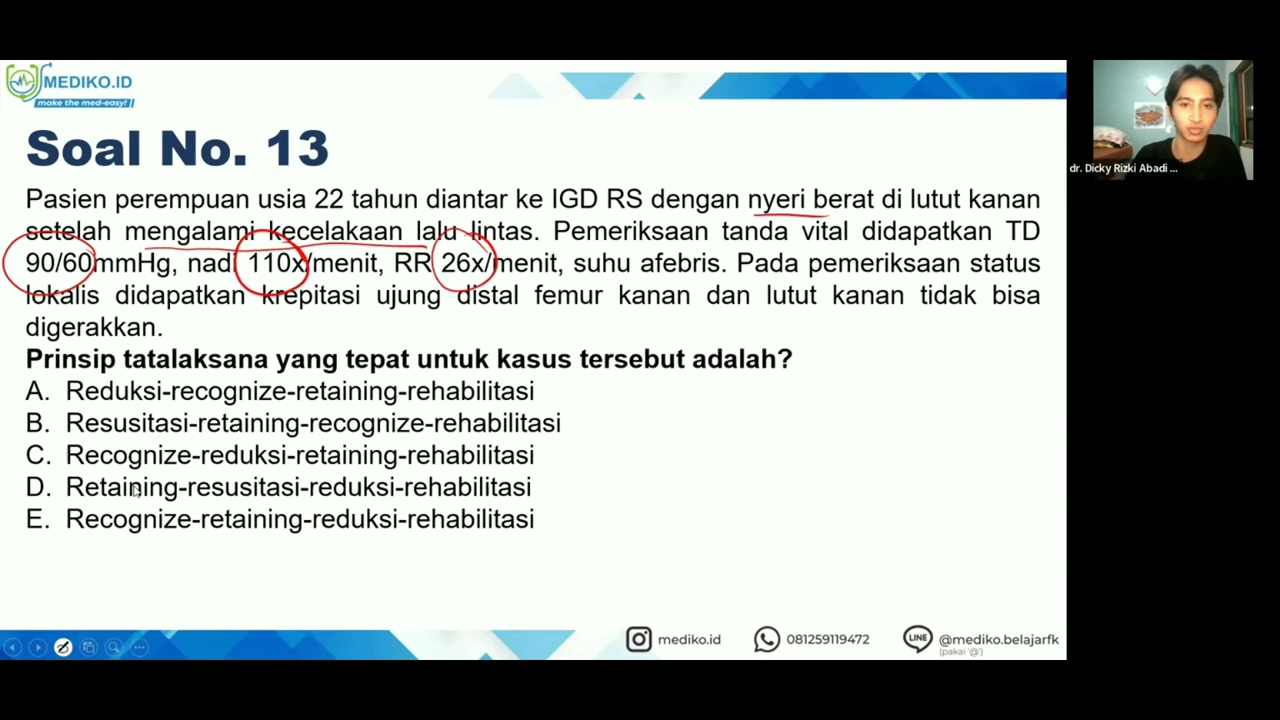 MEDIKO.ID
make the med-easy!
Soal No. 13
Pasien perempuan usia 22 tahun diantar ke IGD RS dengan nyeri berat di lutut kanan
setelah mengalami kecelakaan lalu lintas. Pemeriksaan tanda vital didapatkan TD
90/60mmHg, nadi 110x/menit, RR 26x/menit, suhu afebris. Pada pemeriksaan status
lokalis didapatkan krepitasi ujung distal femur kanan dan lutut kanan tidak bisa
digerakkan.
Prinsip tatalaksana yang tepat untuk kasus tersebut adalah?
A. Reduksi-recognize-retaining-rehabilitasi
B. Resusitasi-retaining-recognize-rehabilitasi
C. Recognize-reduksi-retaining-rehabilitasi
D. Retaining-resusitasi-reduksi-rehabilitasi
E. Recognize-retaining-reduksi-rehabilitasi
mediko.id
081259119472
LINE
@mediko.belajarfk
(pakai '@')
dr. Dicky Rizki Abadi ...